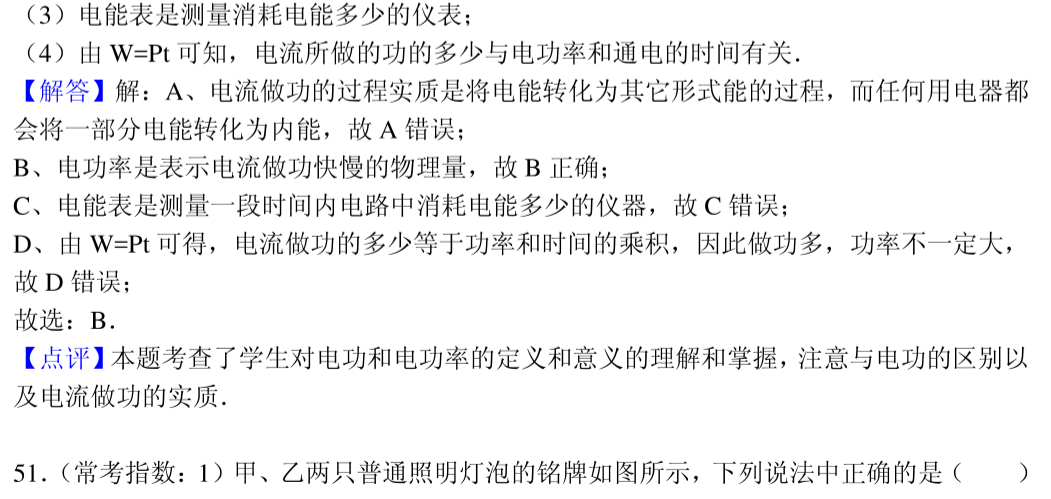 （3）电能表是测量消耗电能多少的仪表；
（4）由 W=Pt 可知，电流所做的功的多少与电功率和通电的时间有关．
【解答】解：A、电流做功的过程实质是将电能转化为其它形式能的过程，而任何用电器都
会将一部分电能转化为内能，故 A 错误；
B、电功率是表示电流做功快慢的物理量，故 B 正确；
C、电能表是测量一段时间内电路中消耗电能多少的仪器，故 C 错误；
D、由 W=Pt 可得，电流做功的多少等于功率和时间的乘积，因此做功多，功率不一定大，
故 D 错误；
故选：B．
【点评】本题考查了学生对电功和电功率的定义和意义的理解和掌握，注意与电功的区别以
及电流做功的实质．
51.（常考指数：1）甲、乙两只普通照明灯泡的铭牌如图所示，下列说法中正确的是（　　）